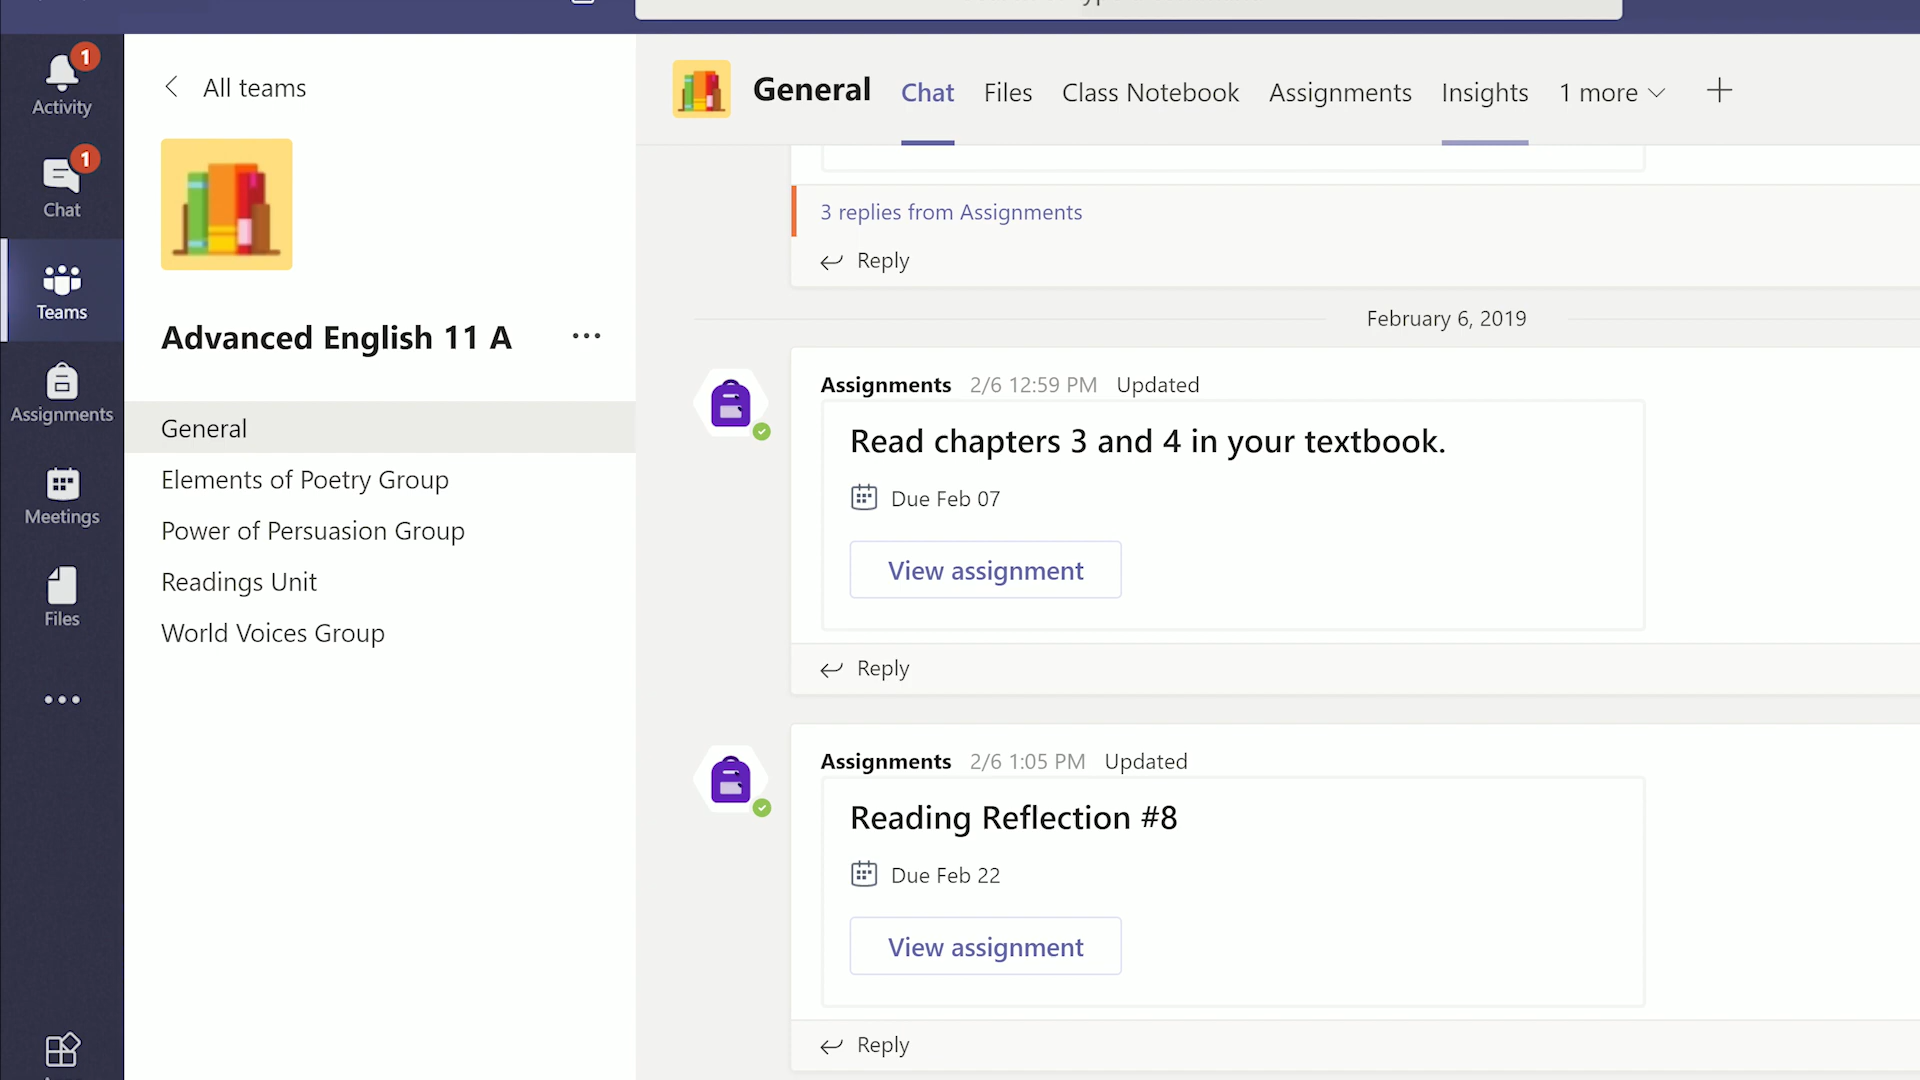 1
Activity
1
Chat
Teams
Assignments
Meetings
Files
All teams
Advanced English 11 A
General
Elements of Poetry Group
Power of Persuasion Group
Readings Unit
World Voices Group
General Chat Files Class Notebook Assignments Insights 1 more
3 replies from Assignments
Reply
February 6, 2019
Assignments 2/6 12:59 PM Updated
Read chapters 3 and 4 in your textbook.
Due Feb 07
View assignment
Reply
Assignments 2/6 1:05 PM Updated
Reading Reflection #8
Due Feb 22
View assignment
Reply